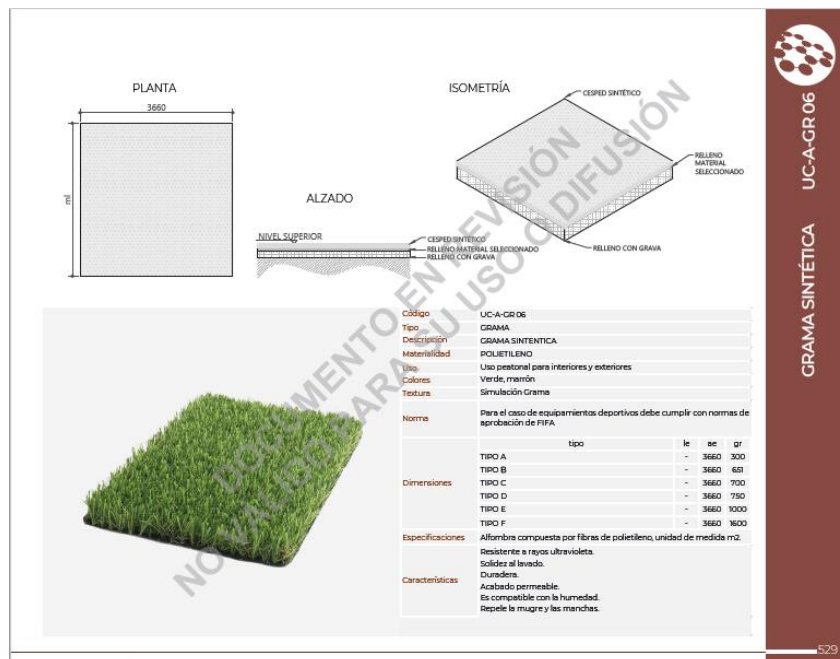 PLANTA
3660
ml
ALZADO
NIVEL SUPERIOR
CESPED SINTÉTICO
RELLENO MATERIAL SELECCIONADO
RELLENO CON GRAVA
ISOMETRÍA
CESPED SINTÉTICO
RELLENO
MATERIAL
SELECCIONADO
RELLENO CON GRAVA
UC-A-GR 06
GRAMA SINTÉTICA
DOCUMENTO EN REVISIÓN
NO VALIDO PARA SU USO O DIFUSIÓN
Código UC-A-GR 06
Tipo GRAMA
Descripción GRAMA SINTENTICA
Materialidad POLIETILENO
Uso Uso peatonal para interiores y exteriores
Colores Verde, marrón
Textura Simulación Grama
Norma Para el caso de equipamientos deportivos debe cumplir con normas de
aprobación de FIFA
Dimensiones
tipo le ae gr
TIPO A - 3660 300
TIPO B - 3660 651
TIPO C - 3660 700
TIPO D - 3660 750
TIPO E - 3660 1000
TIPO F - 3660 1600
Especificaciones Alfombra compuesta por fibras de polietileno, unidad de medida m2.
Características
Resistente a rayos ultravioleta.
Solidez al lavado.
Duradera.
Acabado permeable.
Es compatible con la humedad.
Repele la mugre y las manchas.
529